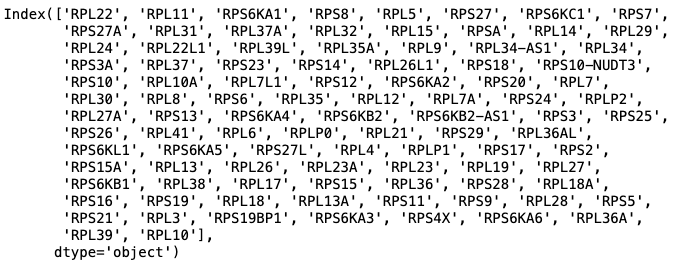 Index(['RPL22', 'RPL11', 'RPS6KA1', 'RPS8', 'RPL5', 'RPS27', 'RPS6KC1', 'RPS7',
'RPS27A', 'RPL31', 'RPL37A', 'RPL32', 'RPL15', 'RPSA', 'RPL14', 'RPL29',
'RPL24', 'RPL22L1', 'RPL39L', 'RPL35A', 'RPL9', 'RPL34-AS1', 'RPL34',
'RPS3A', 'RPL37', 'RPS23', 'RPS14', 'RPL26L1', 'RPS18', 'RPS10-NUDT3',
'RPS10', 'RPL10A', 'RPL7L1', 'RPS12', 'RPS6KA2', 'RPS20', 'RPL7',
'RPL30', 'RPL8', 'RPS6', 'RPL35', 'RPL12', 'RPL7A', 'RPS24', 'RPLP2',
'RPL27A', 'RPS13', 'RPS6KA4', 'RPS6KB2', 'RPS6KB2-AS1', 'RPS3', 'RPS25',
'RPS26', 'RPL41', 'RPL6', 'RPLP0', 'RPL21', 'RPS29', 'RPL36AL',
'RPS6KL1', 'RPS6KA5', 'RPS27L', 'RPL4', 'RPLP1', 'RPS17', 'RPS2',
'RPS15A', 'RPL13', 'RPL26', 'RPL23A', 'RPL23', 'RPL19', 'RPL27',
'RPS6KB1', 'RPL38', 'RPL17', 'RPS15', 'RPL36', 'RPS28', 'RPL18A',
'RPS16', 'RPS19', 'RPL18', 'RPL13A', 'RPS11', 'RPS9', 'RPL28', 'RPS5',
'RPS21', 'RPL3', 'RPS19BP1', 'RPS6KA3', 'RPS4X', 'RPS6KA6', 'RPL36A',
'RPL39', 'RPL10'],
dtype='object')